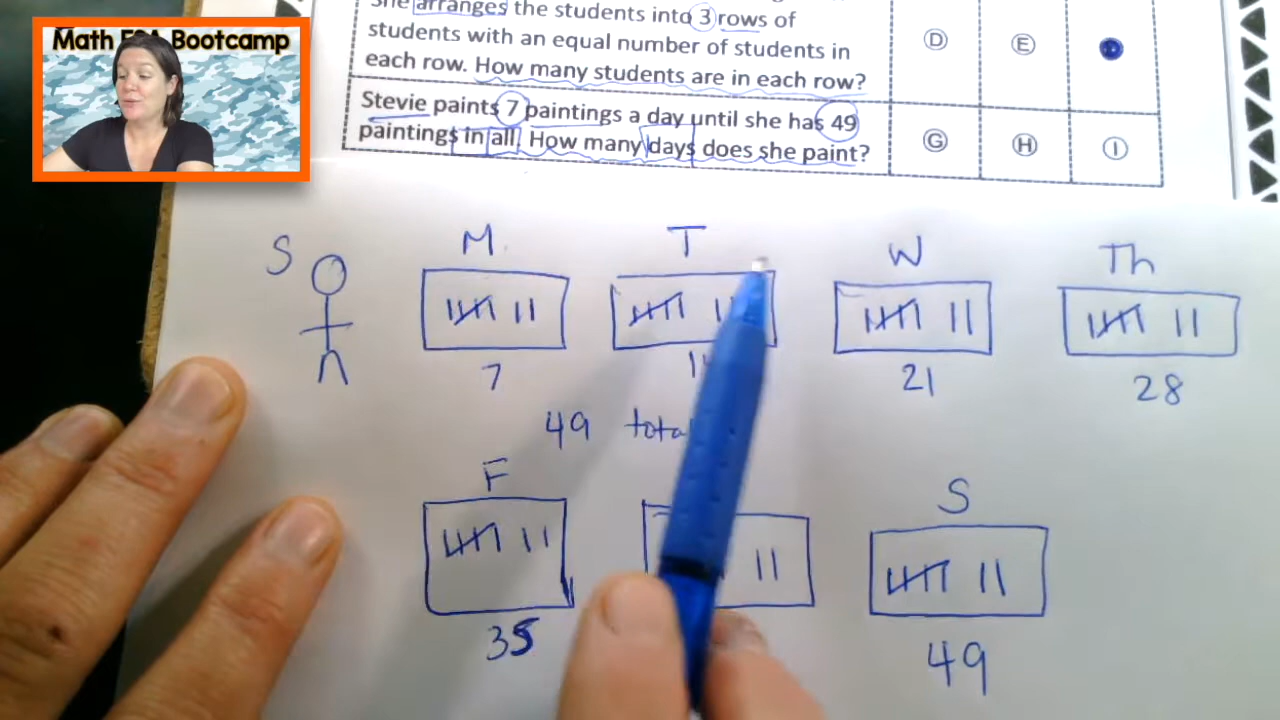 Math FSA Bootcamp
She arranges the students into 3 rows of
students with an equal number of students in
each row. How many students are in each row?
Ⓓ Ⓔ
Stevie paints 7 paintings a day until she has 49
paintings in all. How many days does she paint?
Ⓖ Ⓗ Ⓘ
S M T W Th
7 21 28
49 total
F S
35 49